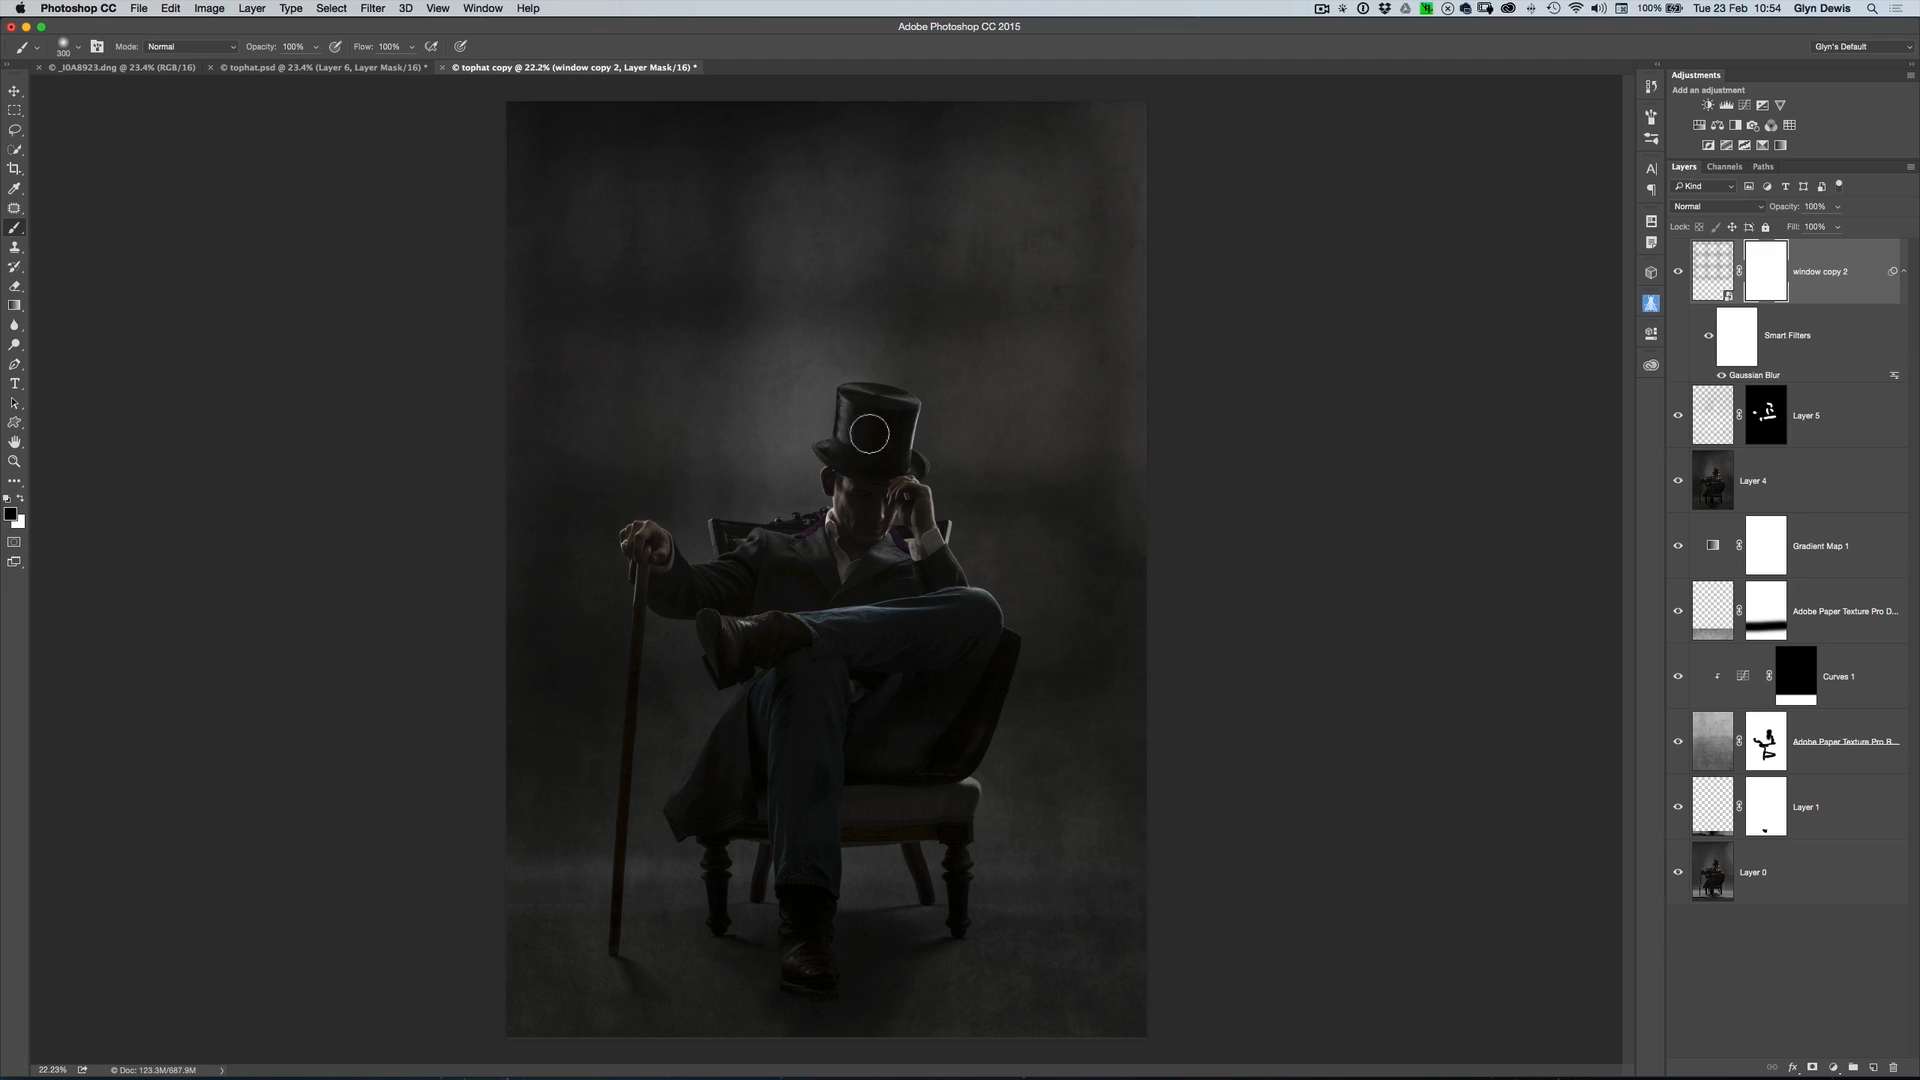 Photoshop CC File Edit Image Layer Type Select Filter 3D View Window Help 100% Tue 23 Feb 10:54 Glyn Dewis
Adobe Photoshop CC 2015
300 Mode: Normal Opacity: 100% Flow: 100% Glyn's Default
© _I0A8923.dng @ 23.4% (RGB/16) © tophat.psd @ 23.4% (Layer 6, Layer Mask/16) * © tophat copy @ 22.2% (window copy 2, Layer Mask/16) *
Adjustments
Add an adjustment
Layers Channels Paths
Kind
Normal Opacity: 100%
Lock: Fill: 100%
window copy 2
Smart Filters
Gaussian Blur
Layer 5
Layer 4
Gradient Map 1
Adobe Paper Texture Pro D...
Curves 1
Adobe Paper Texture Pro B...
Layer 1
Layer 0
22.23% © Doc: 123.3M/687.9M